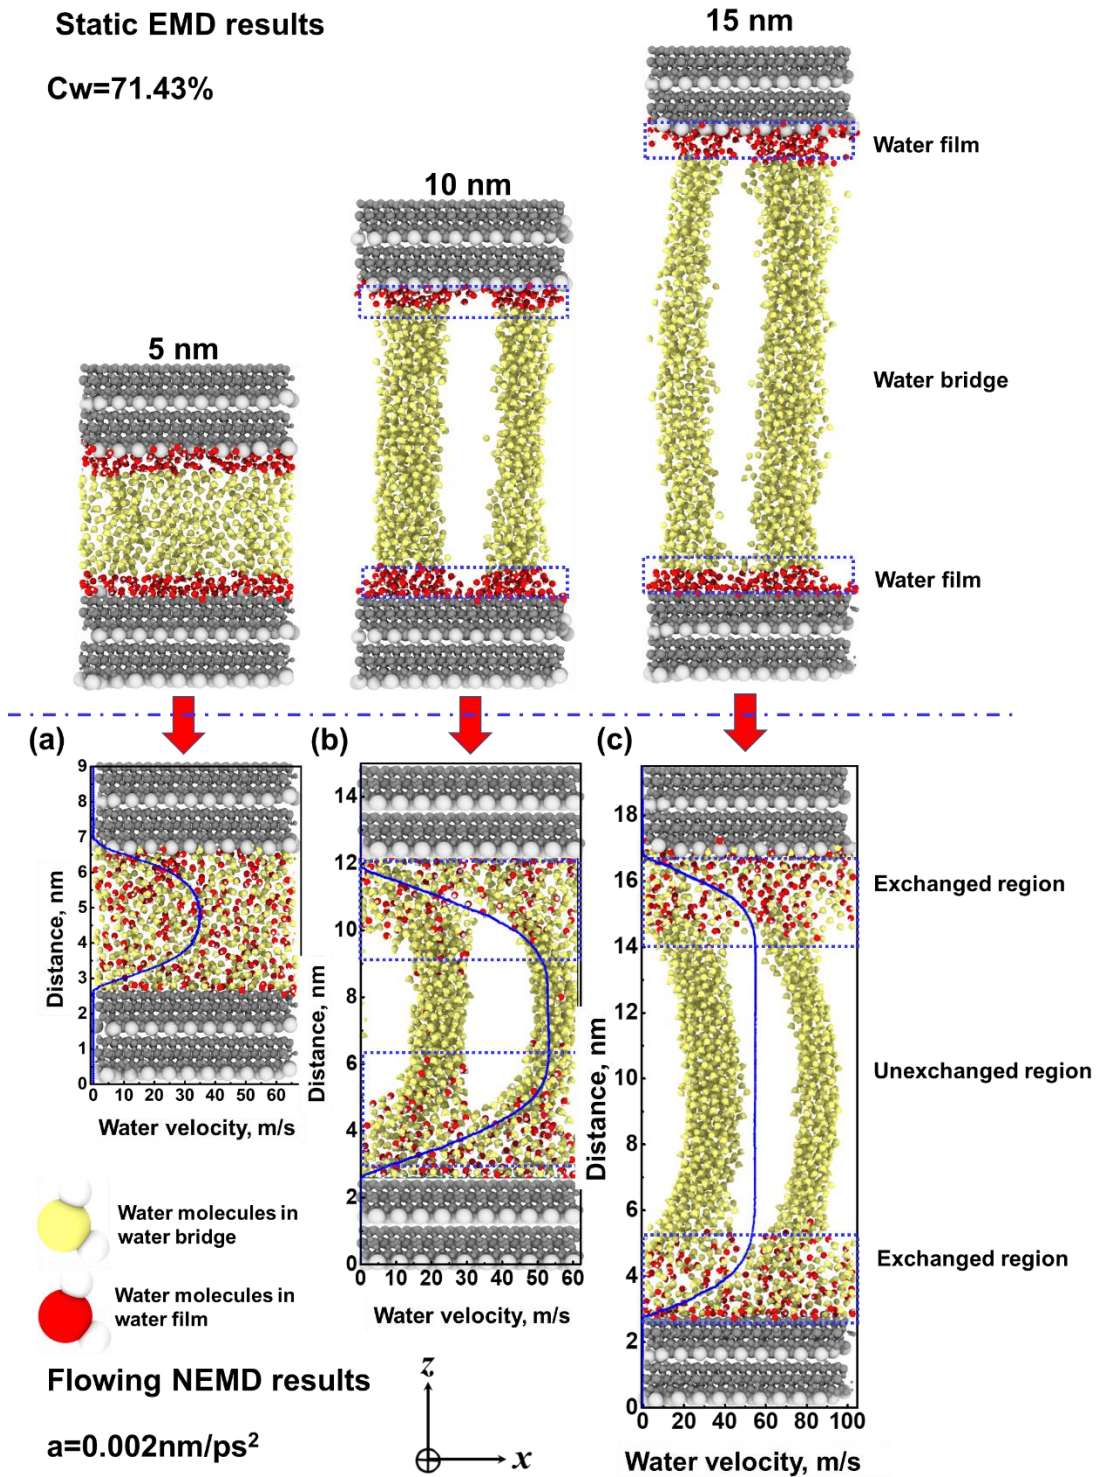 Static EMD results
15 nm
Cw=71.43%
Water film
10 nm
5 nm
Water bridge
Water film
(a)
(b)
(c)
9
8
7
6
5
4
3
2
1
0
Distance, nm
0 10 20 30 40 50 60
Water velocity, m/s
14
12
10
8
6
4
2
0
Distance, nm
0 10 20 30 40 50 60
Water velocity, m/s
18
16
14
12
10
8
6
4
2
0
Distance, nm
0 20 40 60 80 100
Water velocity, m/s
Exchanged region
Unexchanged region
Exchanged region
Water molecules in
water bridge
Water molecules in
water film
Flowing NEMD results
a=0.002nm/ps²
z
x